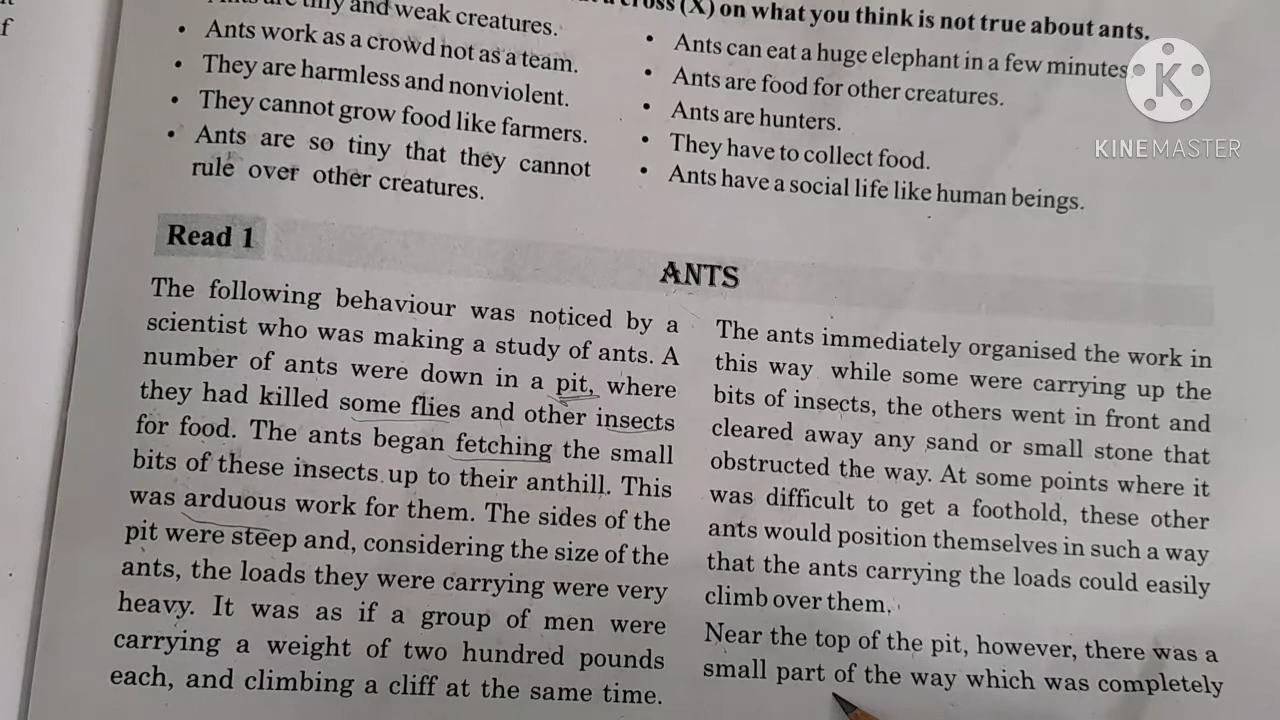 f
cross (X) on what you think is not true about ants.
tiny and weak creatures.
• Ants work as a crowd not as a team.
• They are harmless and nonviolent.
• They cannot grow food like farmers.
• Ants are so tiny that they cannot
rule over other creatures.
• Ants can eat a huge elephant in a few minutes
• Ants are food for other creatures.
• Ants are hunters.
• They have to collect food.
• Ants have a social life like human beings.
K
KINEMASTER
Read 1
ANTS
The following behaviour was noticed by a
scientist who was making a study of ants. A
number of ants were down in a pit, where
they had killed some flies and other insects
for food. The ants began fetching the small
bits of these insects up to their anthill. This
was arduous work for them. The sides of the
pit were steep and, considering the size of the
ants, the loads they were carrying were very
heavy. It was as if a group of men were
carrying a weight of two hundred pounds
each, and climbing a cliff at the same time.
The ants immediately organised the work in
this way while some were carrying up the
bits of insects, the others went in front and
cleared away any sand or small stone that
obstructed the way. At some points where it
was difficult to get a foothold, these other
ants would position themselves in such a way
that the ants carrying the loads could easily
climb over them.
Near the top of the pit, however, there was a
small part of the way which was completely